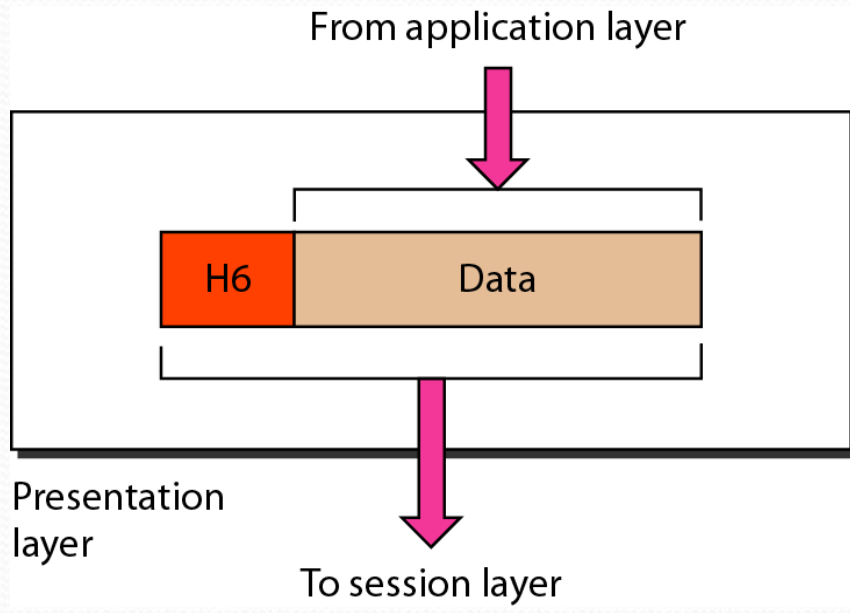 From application layer
H6
Data
Presentation
layer
To session layer